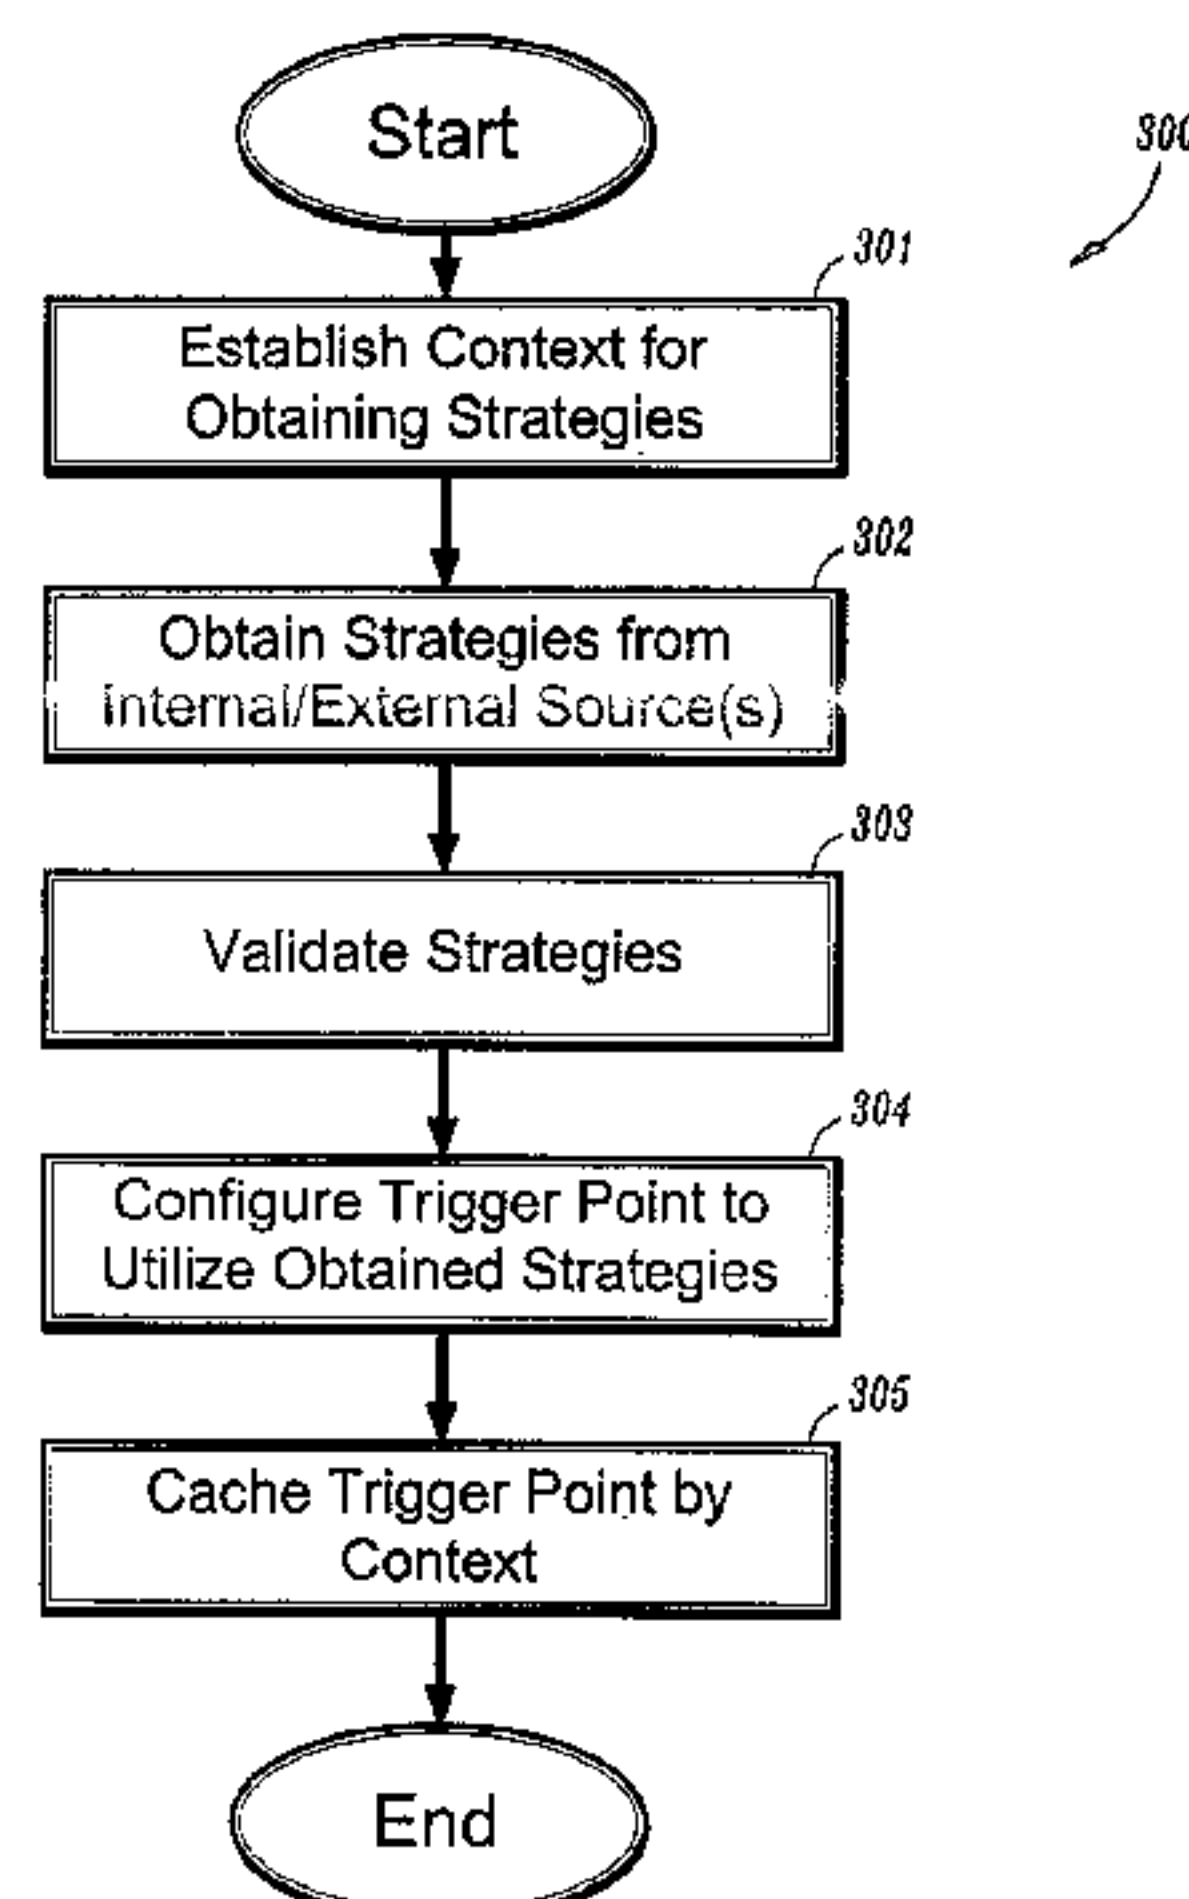 Start
300
301
Establish Context for
Obtaining Strategies
302
Obtain Strategies from
Internal/External Source(s)
303
Validate Strategies
304
Configure Trigger Point to
Utilize Obtained Strategies
305
Cache Trigger Point by
Context
End